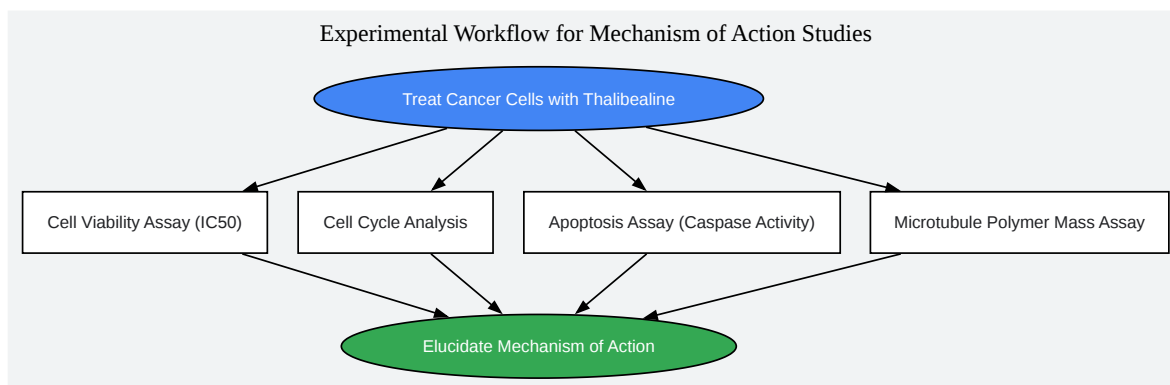 Experimental Workflow for Mechanism of Action Studies
Treat Cancer Cells with Thalibealine
Cell Viability Assay (IC50)
Cell Cycle Analysis
Apoptosis Assay (Caspase Activity)
Microtubule Polymer Mass Assay
Elucidate Mechanism of Action